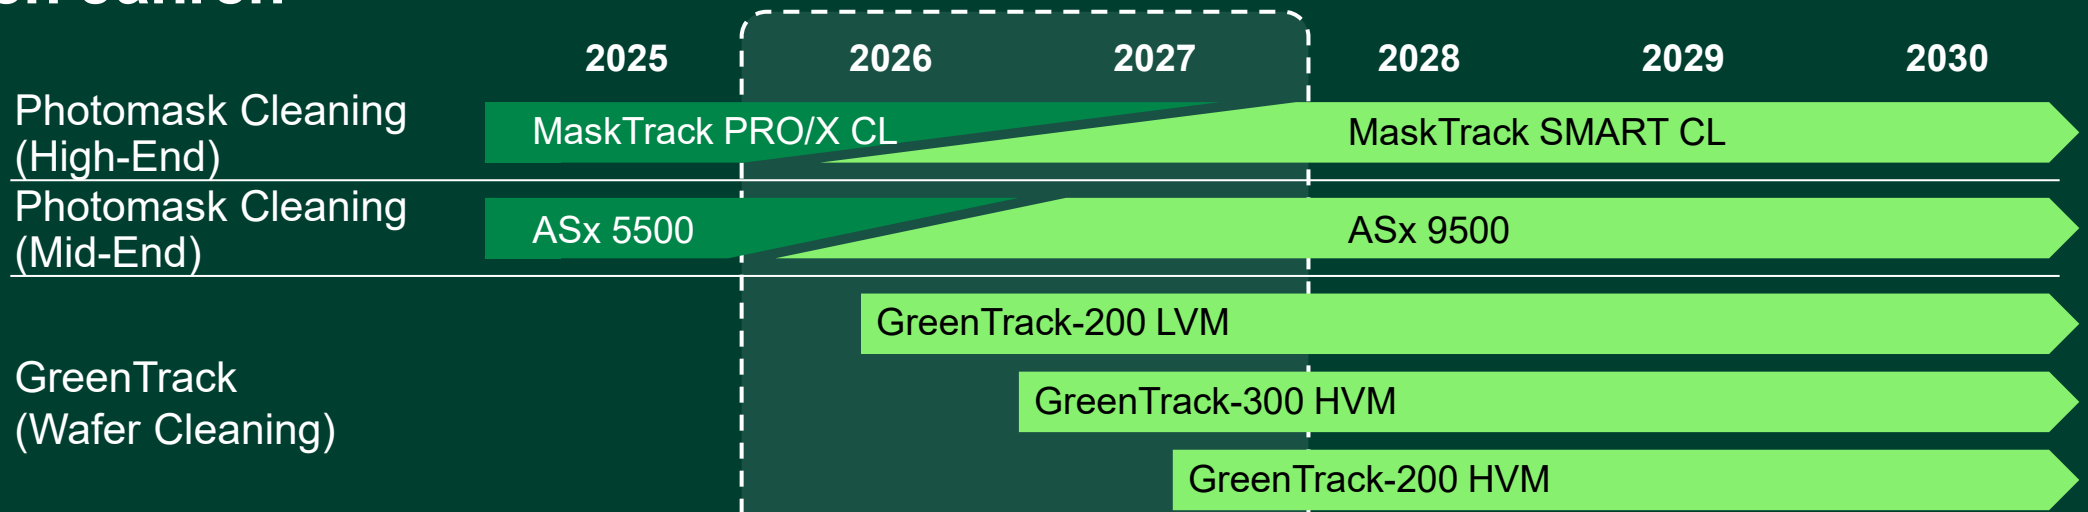 2025 2026 2027 2028 2029 2030
Photomask Cleaning
(High-End)
MaskTrack PRO/X CL
MaskTrack SMART CL
Photomask Cleaning
(Mid-End)
ASx 5500
ASx 9500
GreenTrack
(Wafer Cleaning)
GreenTrack-200 LVM
GreenTrack-300 HVM
GreenTrack-200 HVM